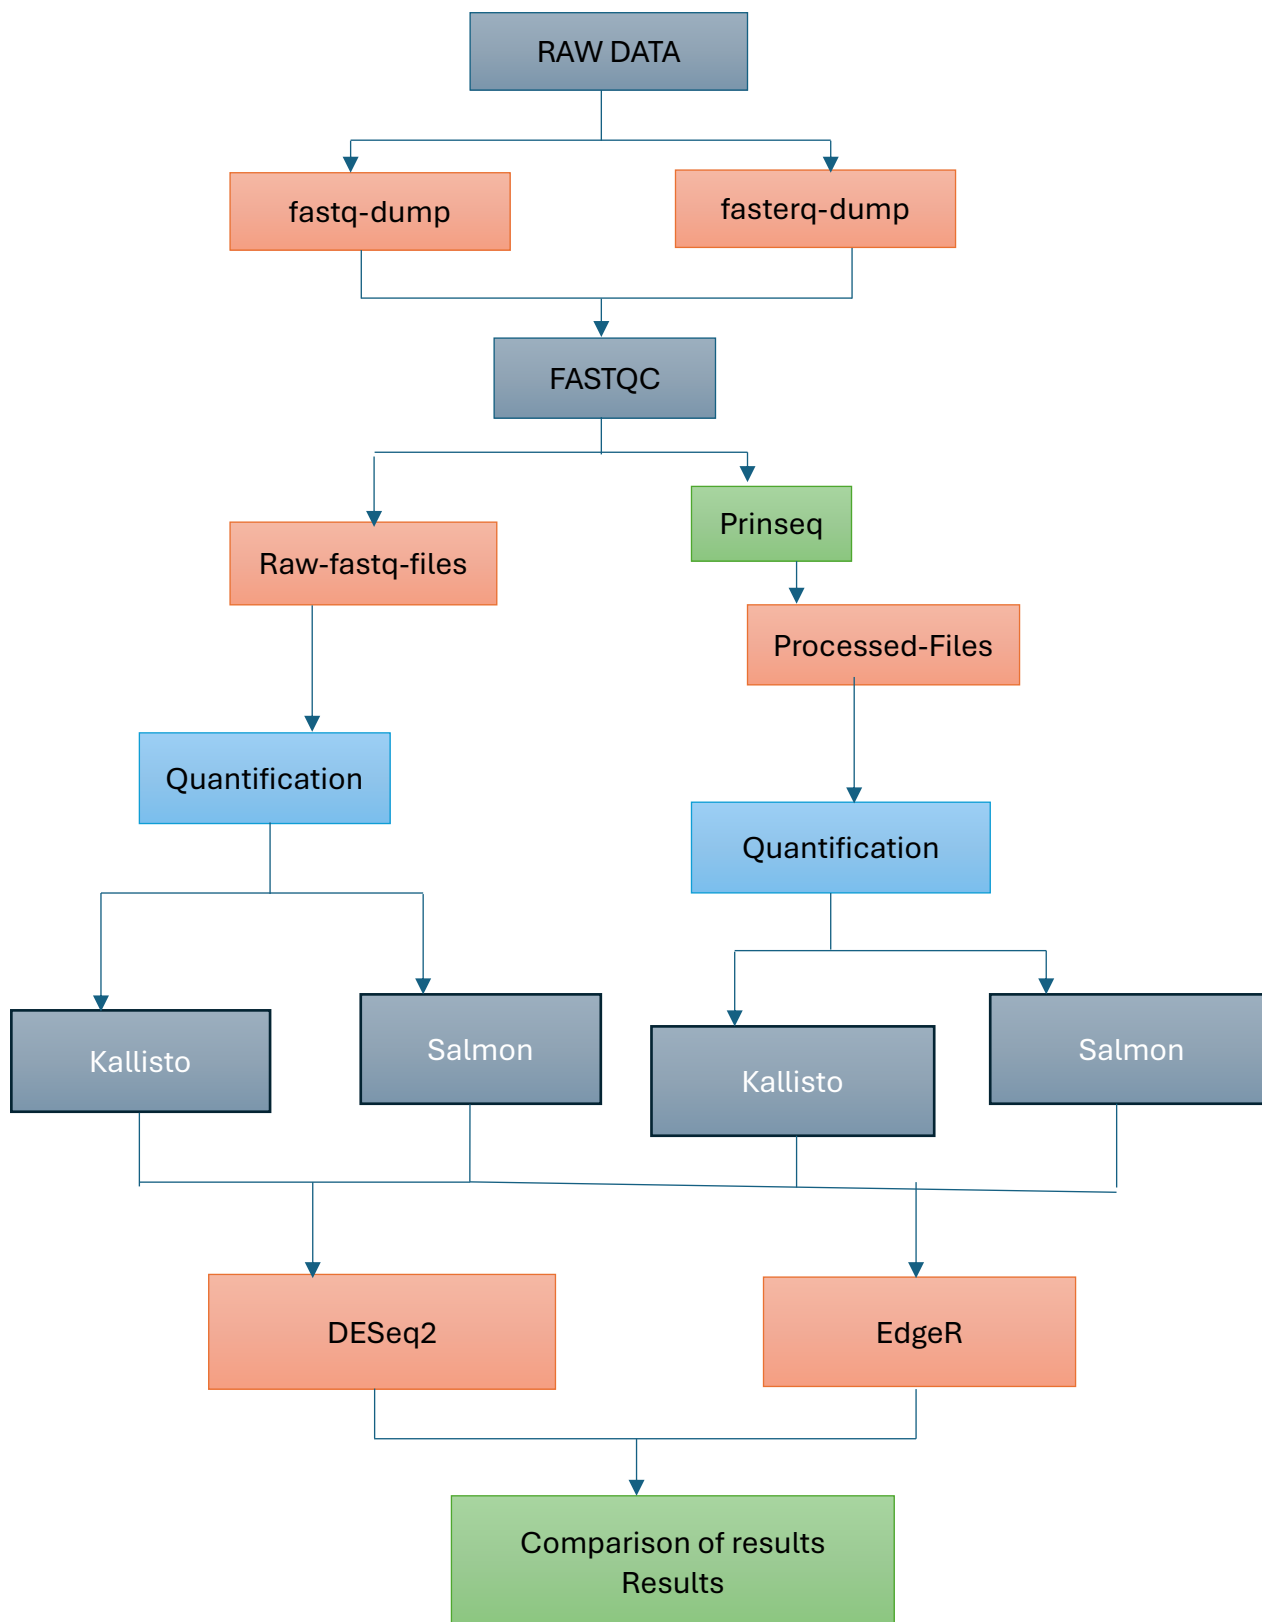 RAW DATA
fastq-dump
fasterq-dump
FASTQC
Prinseq
Raw-fastq-files
Processed-Files
Quantification
Quantification
Kallisto
Salmon
Kallisto
Salmon
DESeq2
EdgeR
Comparison of results
Results